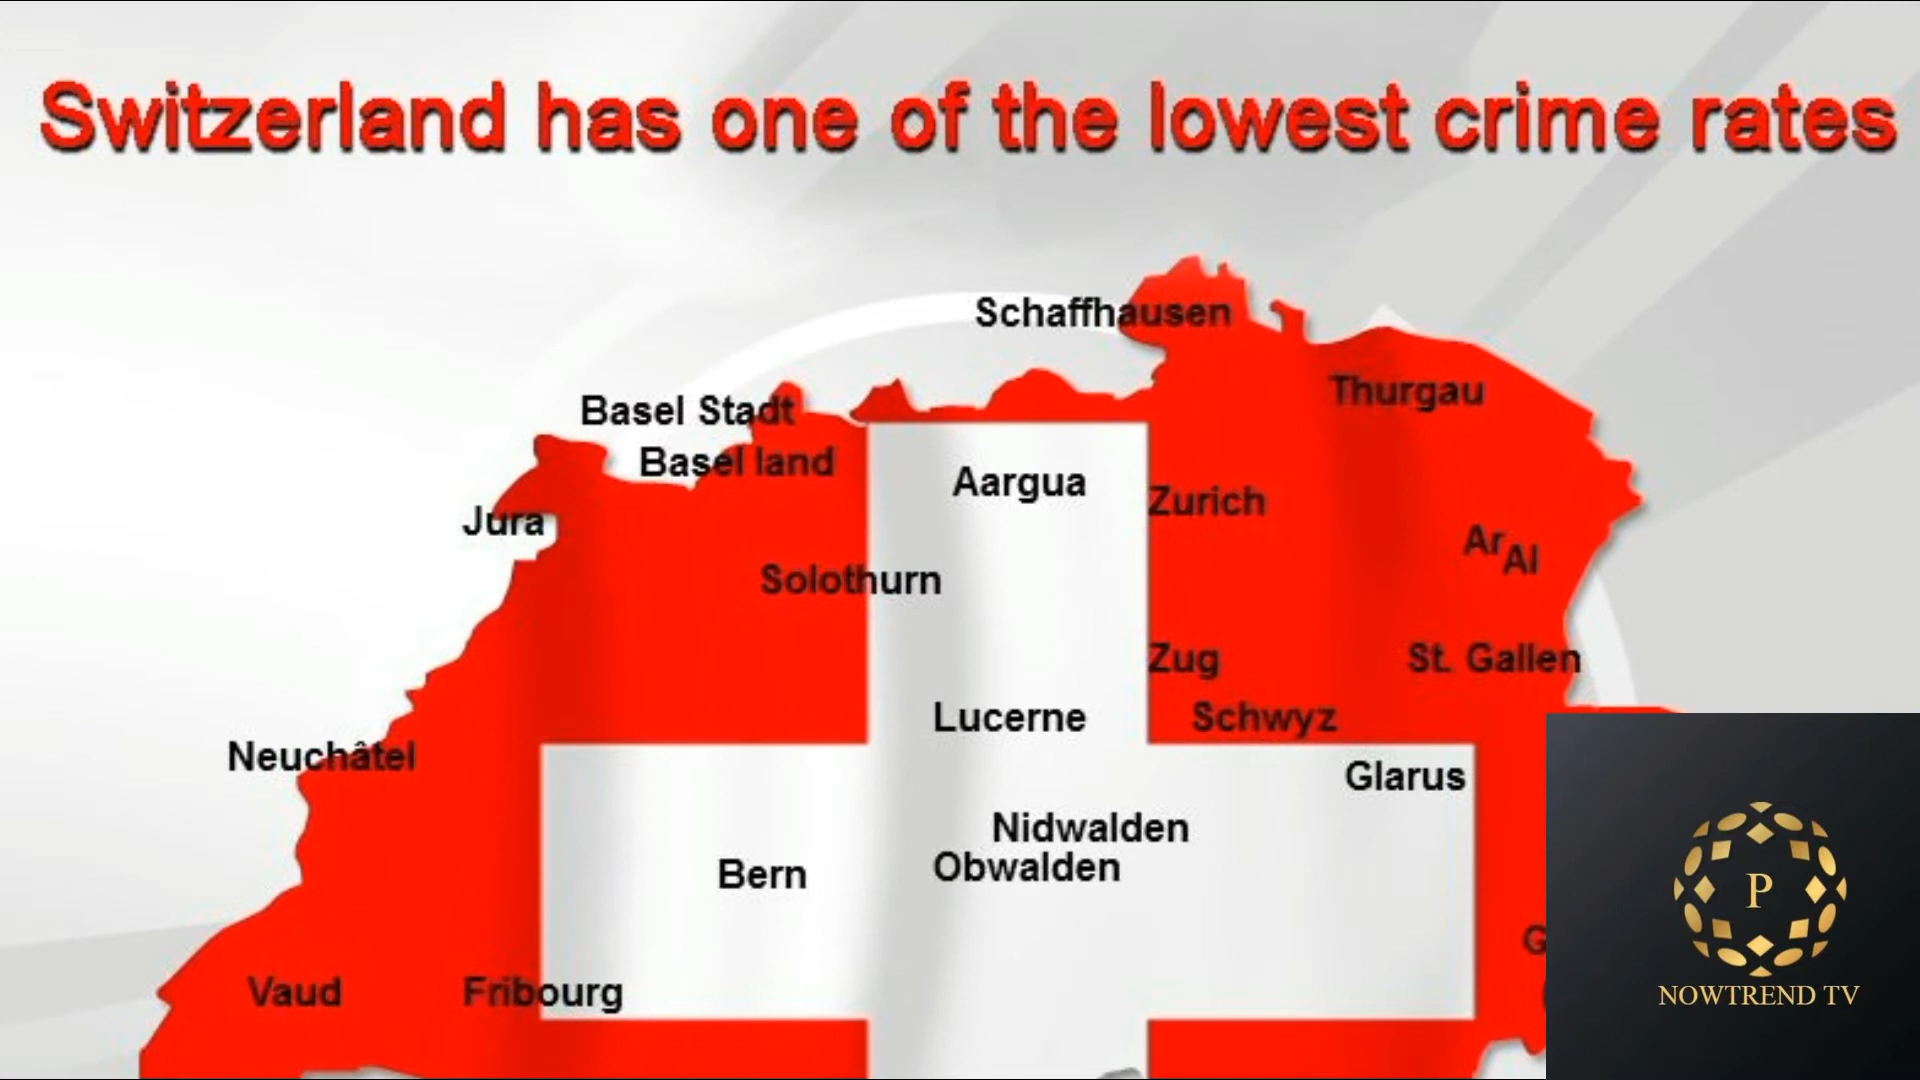 Switzerland has one of the lowest crime rates
Schaffhausen
Thurgau
Basel Stadt
Basel land
Aargua
Zurich
Jura
Ar
AI
Solothurn
Zug
St. Gallen
Lucerne
Schwyz
Neuchâtel
Glarus
Nidwalden
Obwalden
Bern
P
G
Vaud
Fribourg
NOWTREND TV